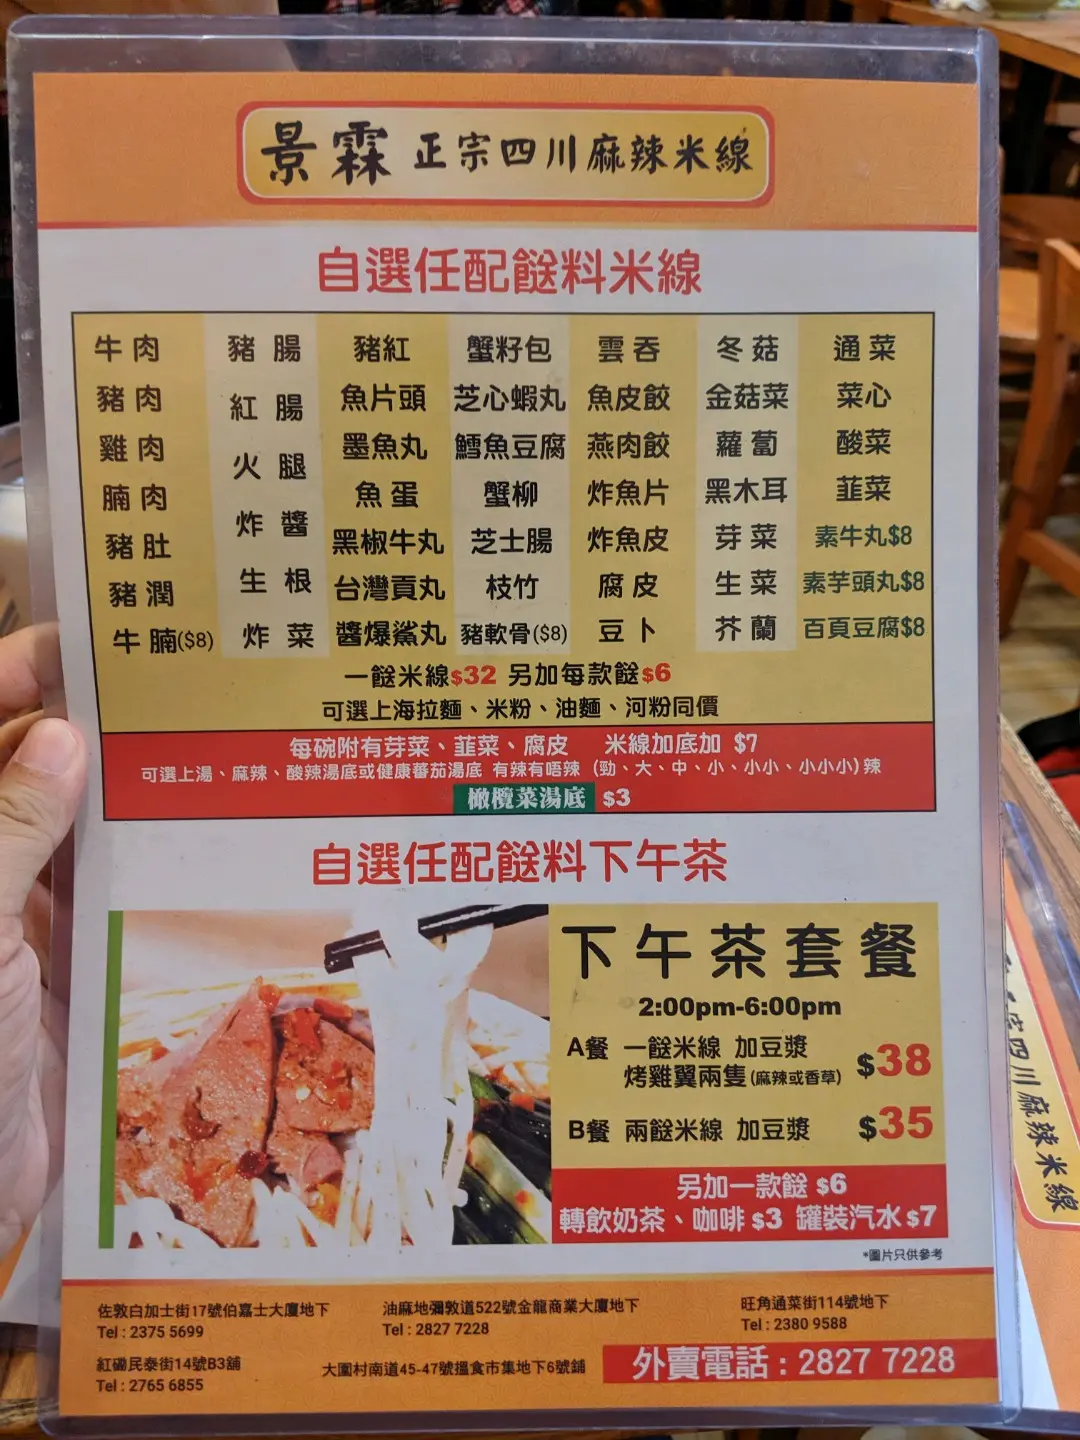 景霖 正宗四川麻辣米線
自選任配餸料米線
牛肉 豬腸 豬紅 蟹籽包 雲吞 冬菇 通菜
豬肉 紅腸 魚片頭 芝心蝦丸 魚皮餃 金菇菜 菜心
雞肉 火腿 墨魚丸 鱈魚豆腐 燕肉餃 蘿蔔 酸菜
腩肉 炸醬 魚蛋 蟹柳 炸魚片 黑木耳 韮菜
豬肚 生根 黑椒牛丸 芝士腸 炸魚皮 芽菜 素牛丸$8
豬潤 炸菜 台灣貢丸 枝竹 腐皮 生菜 素芋頭丸$8
牛腩($8) 醬爆鯊丸 豬軟骨($8) 豆卜 芥蘭 百頁豆腐$8
一餸米線$32 另加每款餸$6
可選上海拉麵、米粉、油麵、河粉同價
每碗附有芽菜、韮菜、腐皮 米線加底加 $7
可選上湯、麻辣、酸辣湯底或健康蕃茄湯底 有辣有唔辣 (勁、大、中、小、小小、小小小) 辣
橄欖菜湯底 $3
自選任配餸料下午茶
下午茶套餐
2:00pm-6:00pm
A餐 一餸米線 加豆漿
烤雞翼兩隻 (麻辣或香草) $38
B餐 兩餸米線 加豆漿 $35
另加一款餸 $6
轉飲奶茶、咖啡 $3 罐裝汽水 $7
*圖片只供參考
佐敦白加士街17號伯嘉士大廈地下
Tel : 2375 5699
油麻地彌敦道522號金龍商業大廈地下
Tel : 2827 7228
旺角通菜街114號地下
Tel : 2380 9588
紅磡民泰街14號B3舖
Tel : 2765 6855
大圍村南道45-47號搵食市集地下6號舖
外賣電話 : 2827 7228
宗四川麻辣米線